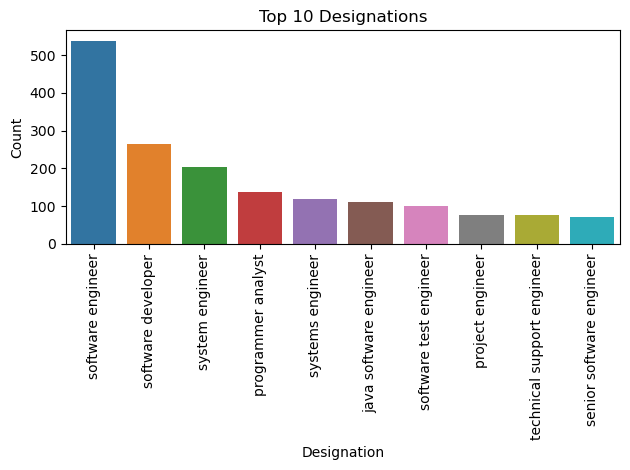 Top 10 Designations
Count
500
400
300
200
100
0
software engineer
software developer
system engineer
programmer analyst
systems engineer
java software engineer
software test engineer
project engineer
technical support engineer
senior software engineer
Designation